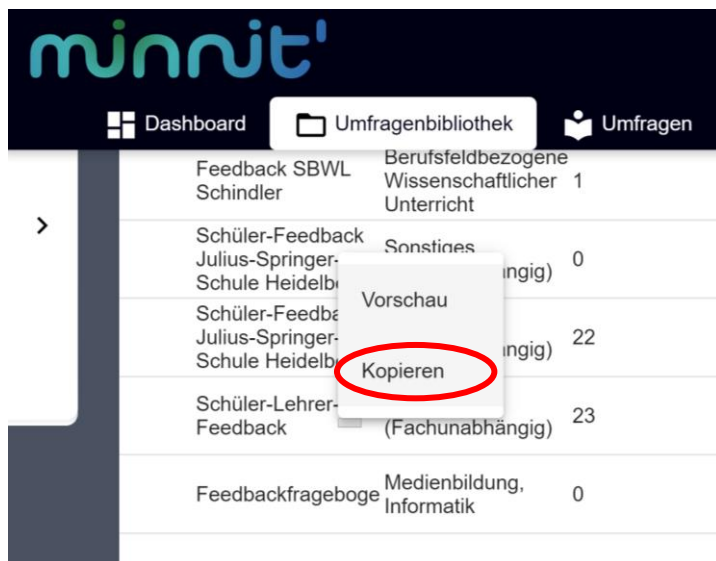 minnit'
Dashboard Umfragenbibliothek Umfragen
Feedback SBWL
Schindler
Berufsfeldbezogene
Wissenschaftlicher
Unterricht
1
Schüler-Feedback
Julius-Springer-
Schule Heidelb
Sonstiges
ngig)
0
Vorschau
Kopieren
Schüler-Feedba
Julius-Springer-
Schule Heidelb
ngig)
22
Schüler-Lehrer-
Feedback
(Fachunabhängig)
23
Feedbackfrageboge
Medienbildung,
Informatik
0